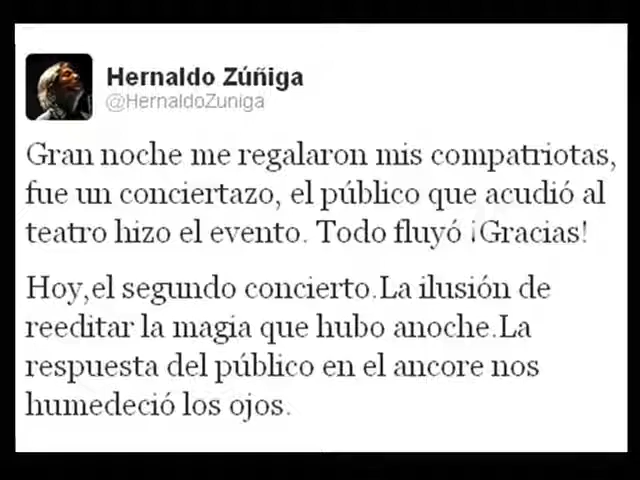 Hernaldo Zúñiga
@HernaldoZuniga
Gran noche me regalaron mis compatriotas,
fue un conciertazo, el público que acudió al
teatro hizo el evento. Todo fluyó ¡Gracias!
Hoy,el segundo concierto.La ilusión de
reeditar la magia que hubo anoche.La
respuesta del público en el ancore nos
humedeció los ojos.